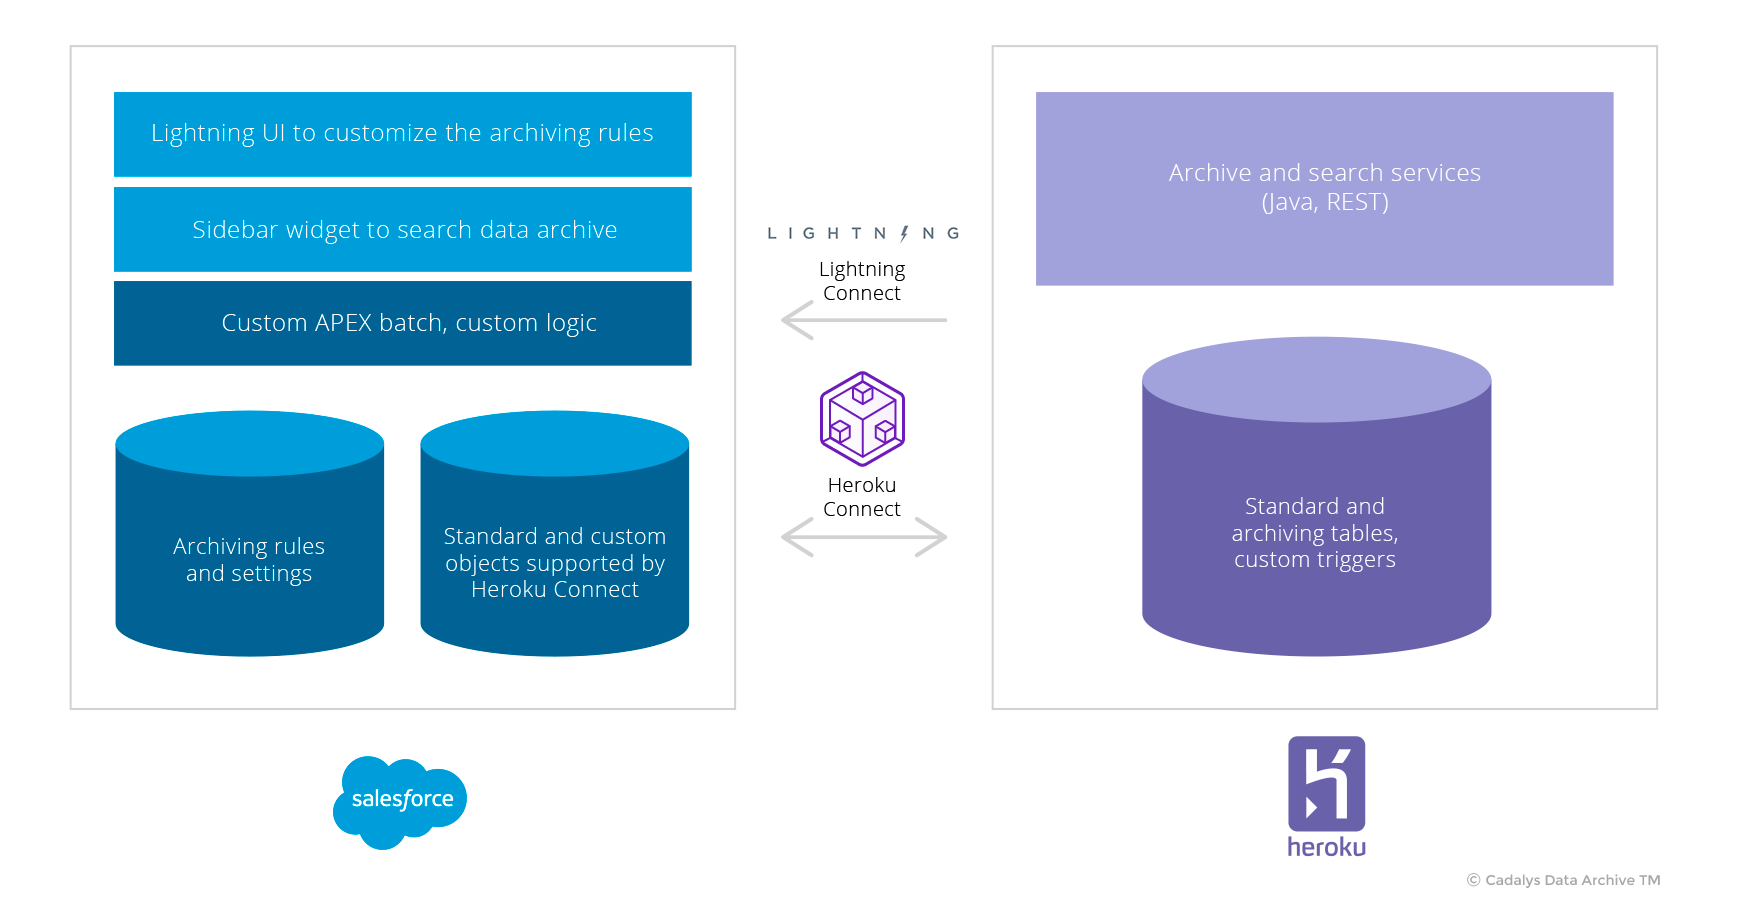 Lightning UI to customize the archiving rules
Sidebar widget to search data archive
Custom APEX batch, custom logic
Archiving rules
and settings
Standard and custom
objects supported by
Heroku Connect
salesforce
LIGHTNING
Lightning
Connect
Heroku
Connect
Archive and search services
(Java, REST)
Standard and
archiving tables,
custom triggers
heroku
© Cadalys Data Archive TM